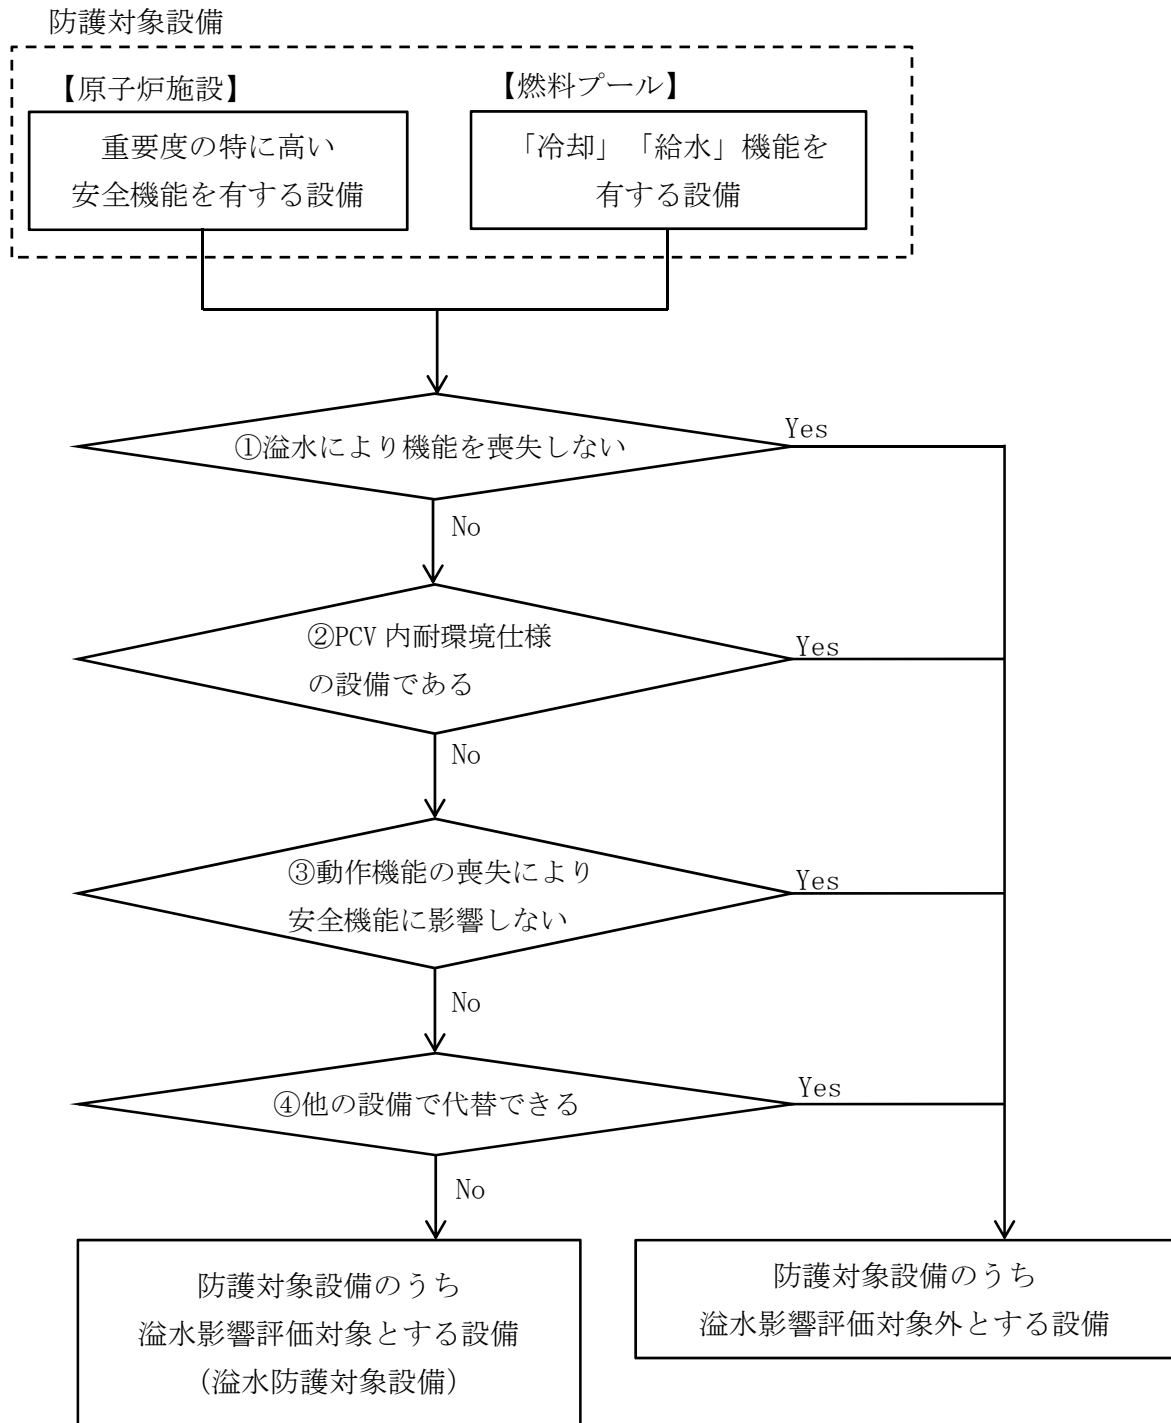 防護対象設備
【原子炉施設】
【燃料プール】
重要度の特に高い
安全機能を有する設備
「冷却」「給水」機能を
有する設備
①溢水により機能を喪失しない
Yes
No
②PCV 内耐環境仕様
の設備である
Yes
No
③動作機能の喪失により
安全機能に影響しない
Yes
No
④他の設備で代替できる
Yes
No
防護対象設備のうち
溢水影響評価対象とする設備
（溢水防護対象設備）
防護対象設備のうち
溢水影響評価対象外とする設備